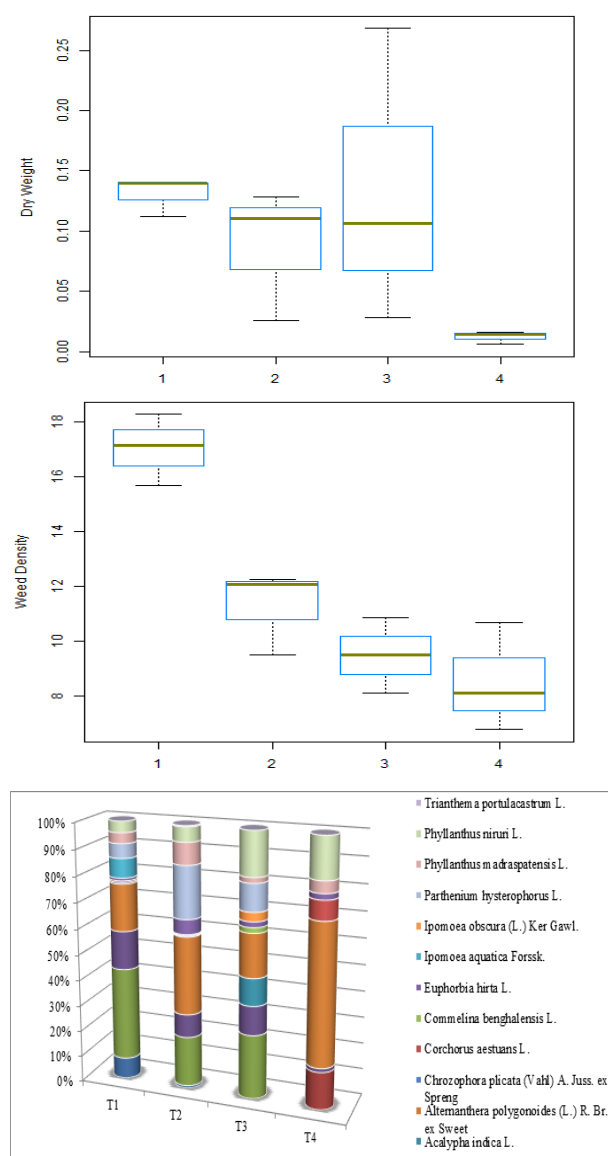 0.25
0.20
0.15
0.10
0.05
0.00
Dry Weight
1 2 3 4
18
16
14
12
10
8
Weed Density
1 2 3 4
100%
90%
80%
70%
60%
50%
40%
30%
20%
10%
0%
T1 T2 T3 T4
Trianthema portulacastrum L.
Phyllanthus niruri L.
Phyllanthus madraspatensis L.
Parthenium hysterophorus L.
Ipomoea obscura (L.) Ker Gawl.
Ipomoea aquatica Forssk.
Euphorbia hirta L.
Commelina benghalensis L.
Corchorus aestuans L.
Chrozophora plicata (Vahl) A. Juss. ex
Spreng
Alternanthera polygonoides (L.) R. Br.
ex Sweet
Acalypha indica L.